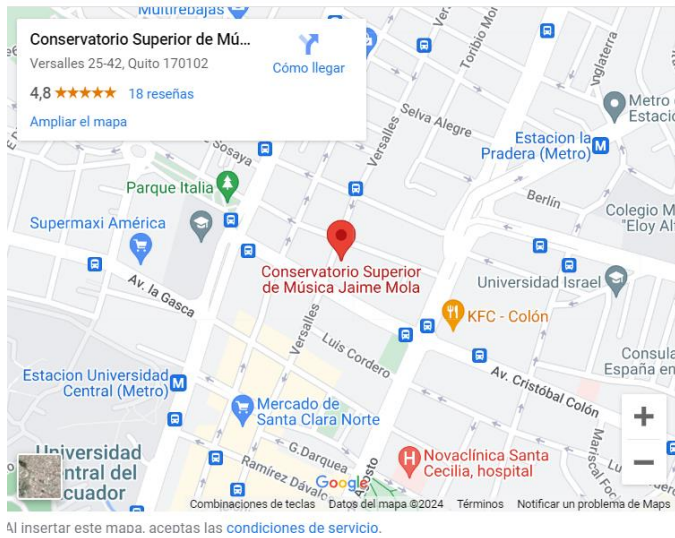 Multirebajas
Conservatorio Superior de Mú...
Versalles 25-42, Quito 170102
Cómo llegar
4,8 18 reseñas
Ampliar el mapa
Toribio Mo
Inglaterra
Versalles
Selva Alegre
Metro
Estacio
Estacion la
Pradera (Metro)
Sosaya
Parque Italia
Berlín
Colegio M
"Eloy Alf
Supermaxi América
Conservatorio Superior
de Música Jaime Mola
Universidad Israel
Av. la Gasca
KFC - Colón
Versalles
Luis Cordero
Consula
España en
Estacion Universidad
Central (Metro)
Av. Cristóbal Colón
Mercado de
Santa Clara Norte
Mariscal Foc
Universidad
ntral del
cuador
G.Darquea
Ramírez Dávalo
Agosto
Novaclínica Santa
Cecilia, hospital
Google
Combinaciones de teclas
Datos del mapa ©2024
Términos
Notificar un problema de Maps
Al insertar este mapa, aceptas las condiciones de servicio.